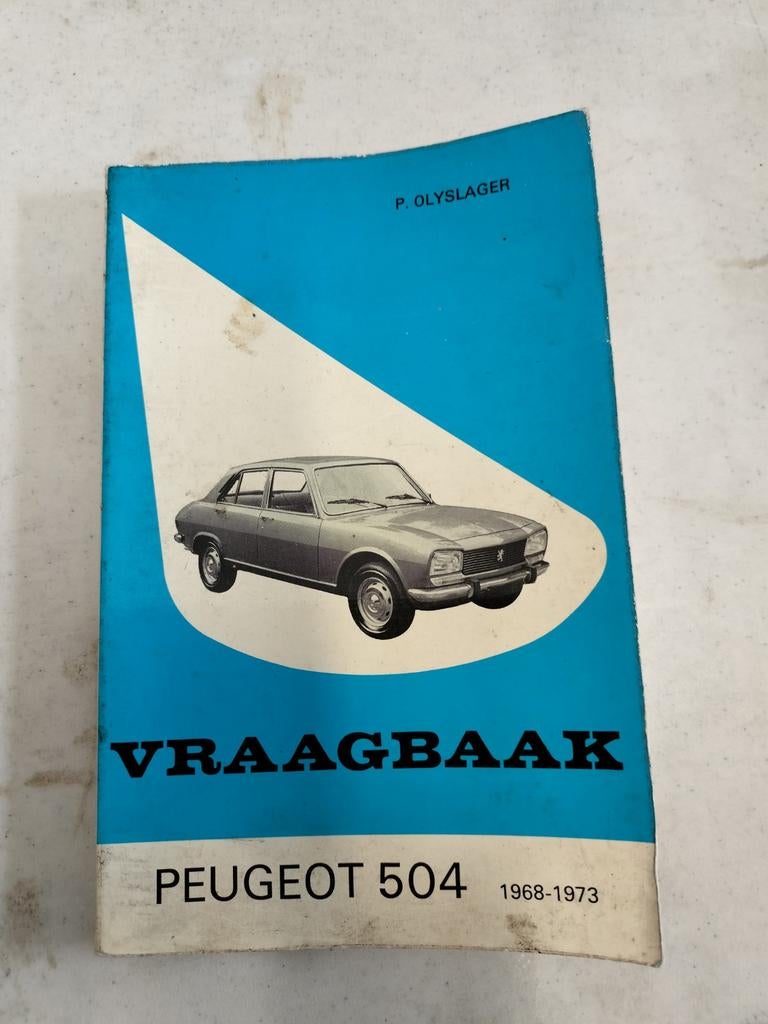 P. OLYSLAGER
VRAAGBAAK
PEUGEOT 504 1968-1973